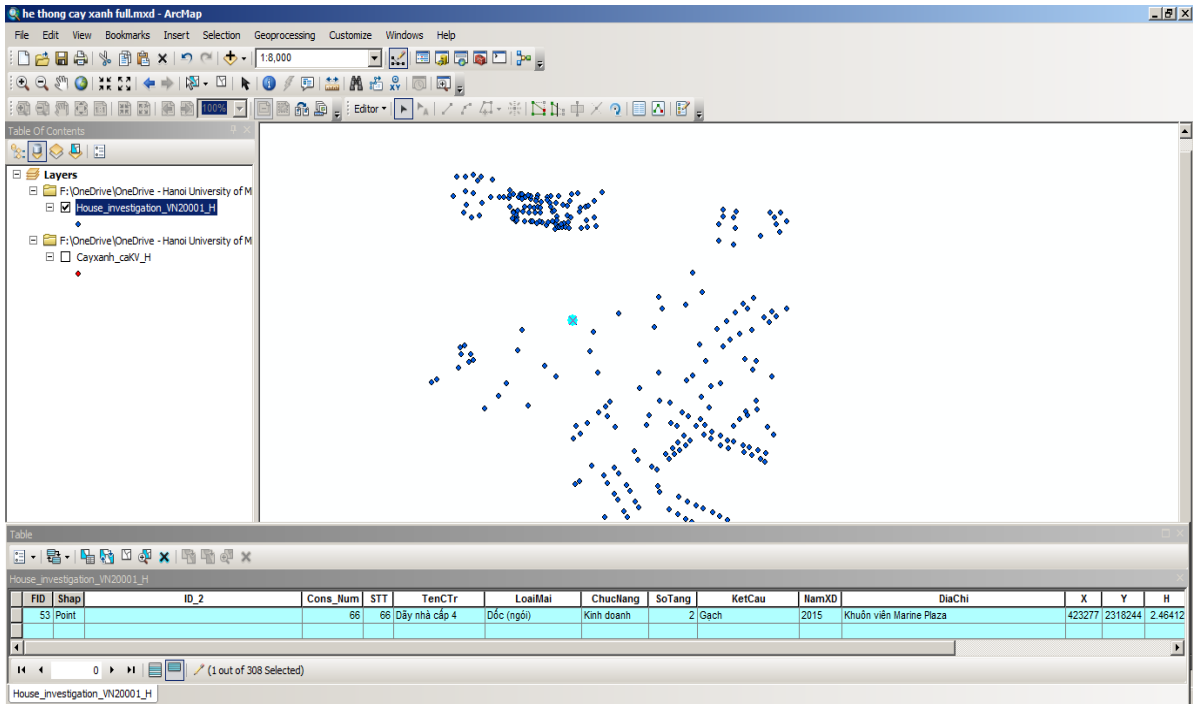 he thong cay xanh full.mxd - ArcMap
File Edit View Bookmarks Insert Selection Geoprocessing Customize Windows Help
1:8,000
100% Editor
Table Of Contents
Layers
F:\OneDrive\OneDrive - Hanoi University of M
House_investigation_VN20001_H
F:\OneDrive\OneDrive - Hanoi University of M
Cayxanh_caKV_H
Table
House_investigation_VN20001_H
FID Shap ID_2 Cons_Num STT TenCTr LoaiMai ChucNang SoTang KetCau NamXD DiaChi X Y H
53 Point 66 66 Dãy nhà cấp 4 Dốc (ngói) Kinh doanh 2 Gạch 2015 Khuôn viên Marine Plaza 423277 2318244 2.46412
0 (1 out of 308 Selected)
House_investigation_VN20001_H